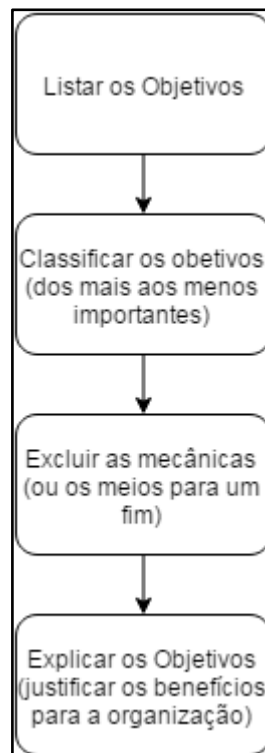 Listar os Objetivos
Classificar os obetivos
(dos mais aos menos
importantes)
Excluir as mecânicas
(ou os meios para um
fim)
Explicar os Objetivos
(justificar os benefícios
para a organização)